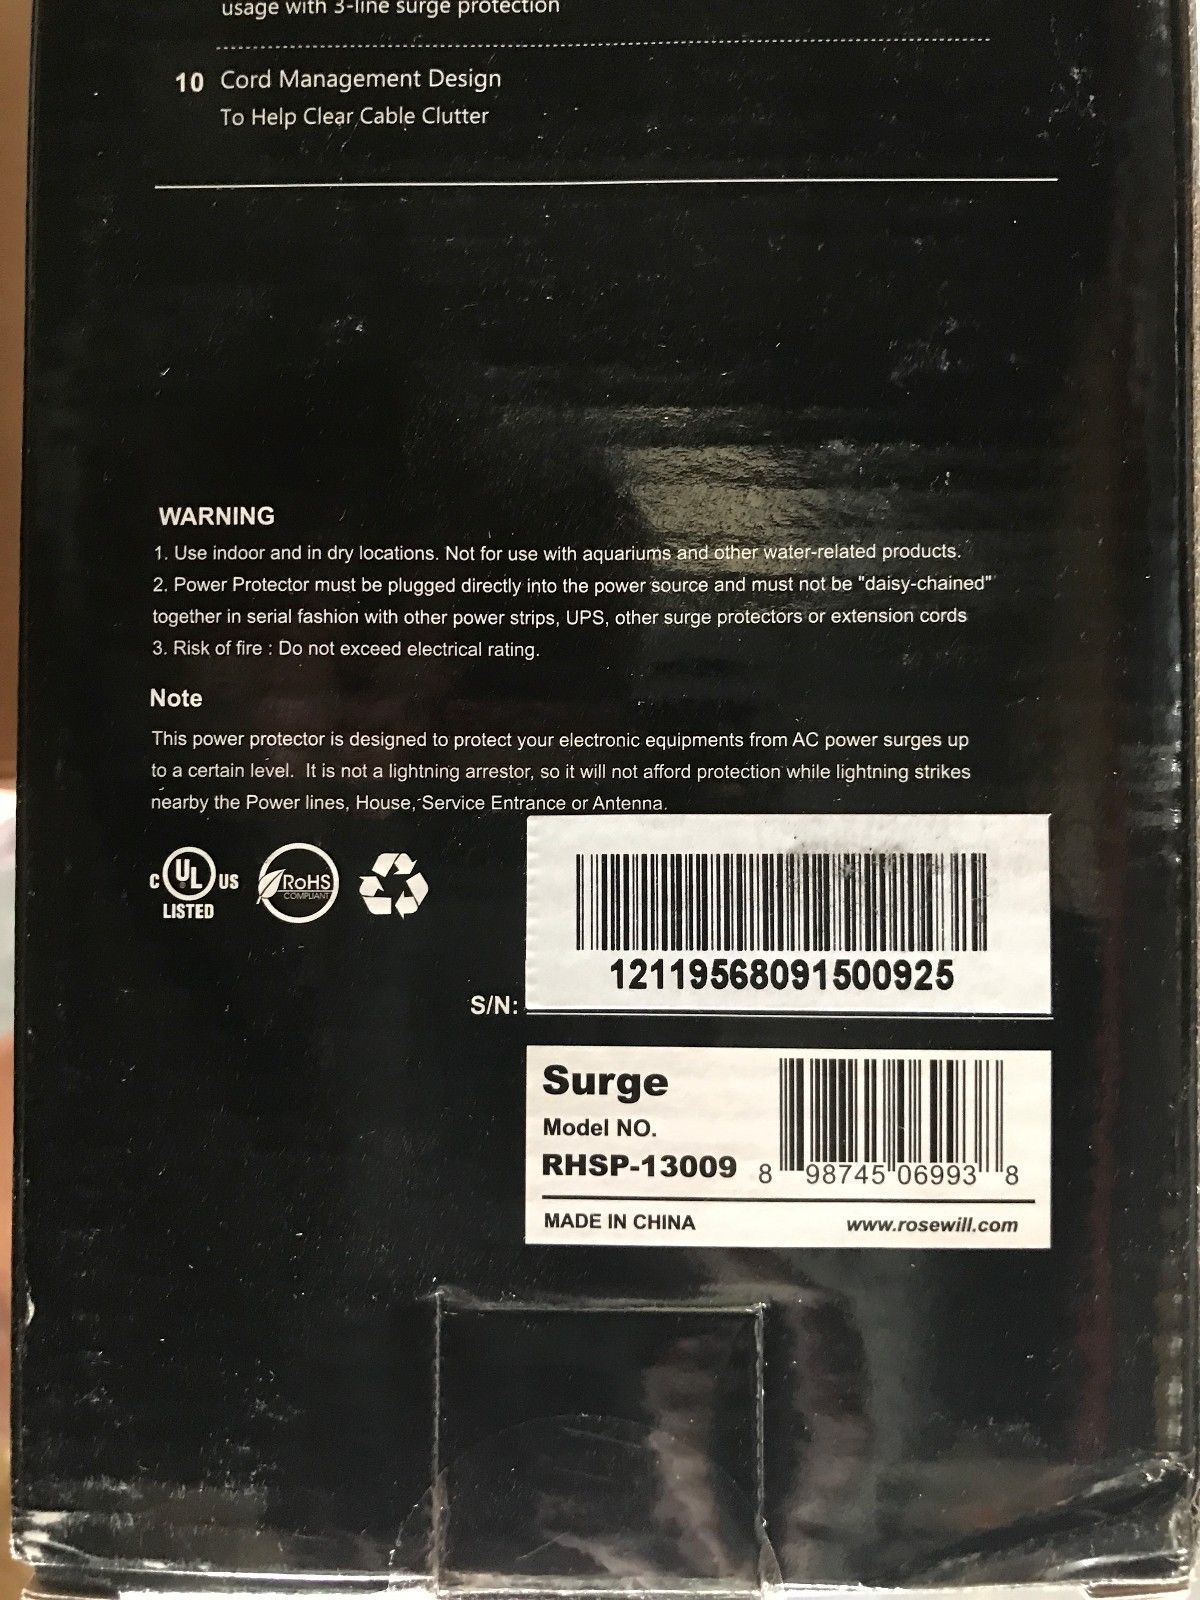 usage with 3-line surge protection
10 Cord Management Design
To Help Clear Cable Clutter
WARNING
1. Use indoor and in dry locations. Not for use with aquariums and other water-related products.
2. Power Protector must be plugged directly into the power source and must not be "daisy-chained"
together in serial fashion with other power strips, UPS, other surge protectors or extension cords
3. Risk of fire : Do not exceed electrical rating.
Note
This power protector is designed to protect your electronic equipments from AC power surges up
to a certain level. It is not a lightning arrestor, so it will not afford protection while lightning strikes
nearby the Power lines, House, Service Entrance or Antenna.
C UL US
LISTED
RoHS
COMPLIANT
12119568091500925
S/N:
Surge
Model NO.
RHSP-13009
8 98745 06993 8
MADE IN CHINA www.rosewill.com